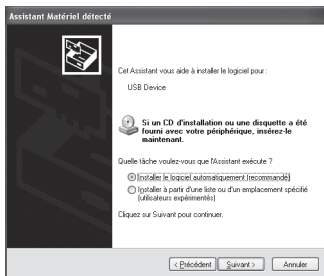 Assistant Matériel détecté
Cet Assistant vous aide à installer le logiciel pour :
USB Device
Si un CD d'installation ou une disquette a été
fourni avec votre périphérique, insérez-le
maintenant.
Quelle tâche voulez-vous que l'Assistant exécute ?
Installer le logiciel automatiquement (recommandé)
Installer à partir d'une liste ou d'un emplacement spécifié
(utilisateurs expérimentés)
Cliquez sur Suivant pour continuer.
< Précédent
Suivant >
Annuler